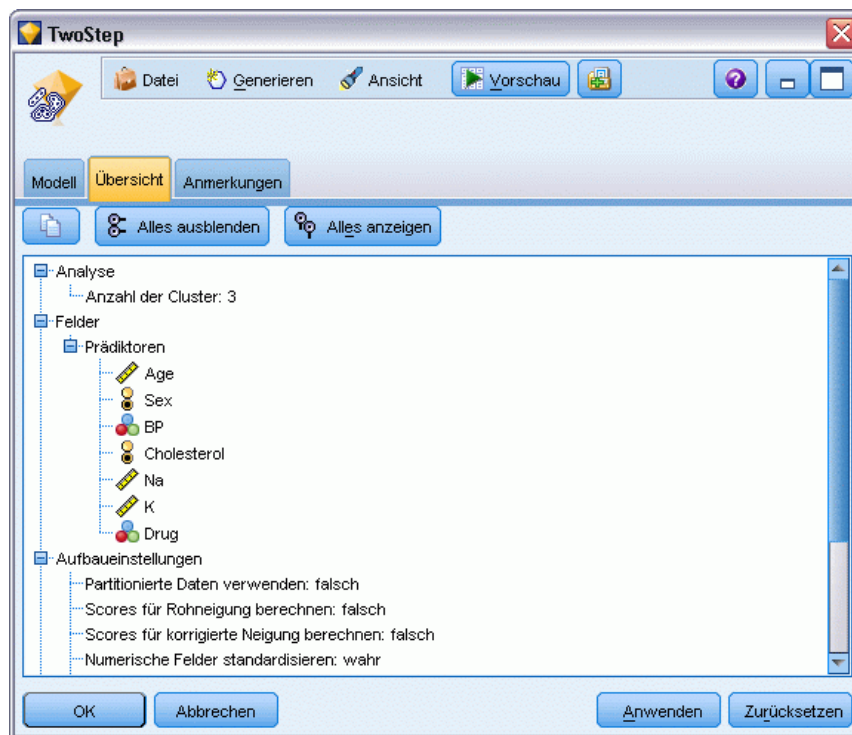 TwoStep
Datei Generieren Ansicht Vorschau
Modell Übersicht Anmerkungen
Alles ausblenden Alles anzeigen
Analyse
Anzahl der Cluster: 3
Felder
Prädiktoren
Age
Sex
BP
Cholesterol
Na
K
Drug
Aufbaueinstellungen
Partitionierte Daten verwenden: falsch
Scores für Rohneigung berechnen: falsch
Scores für korrigierte Neigung berechnen: falsch
Numerische Felder standardisieren: wahr
OK Abbrechen Anwenden Zurücksetzen